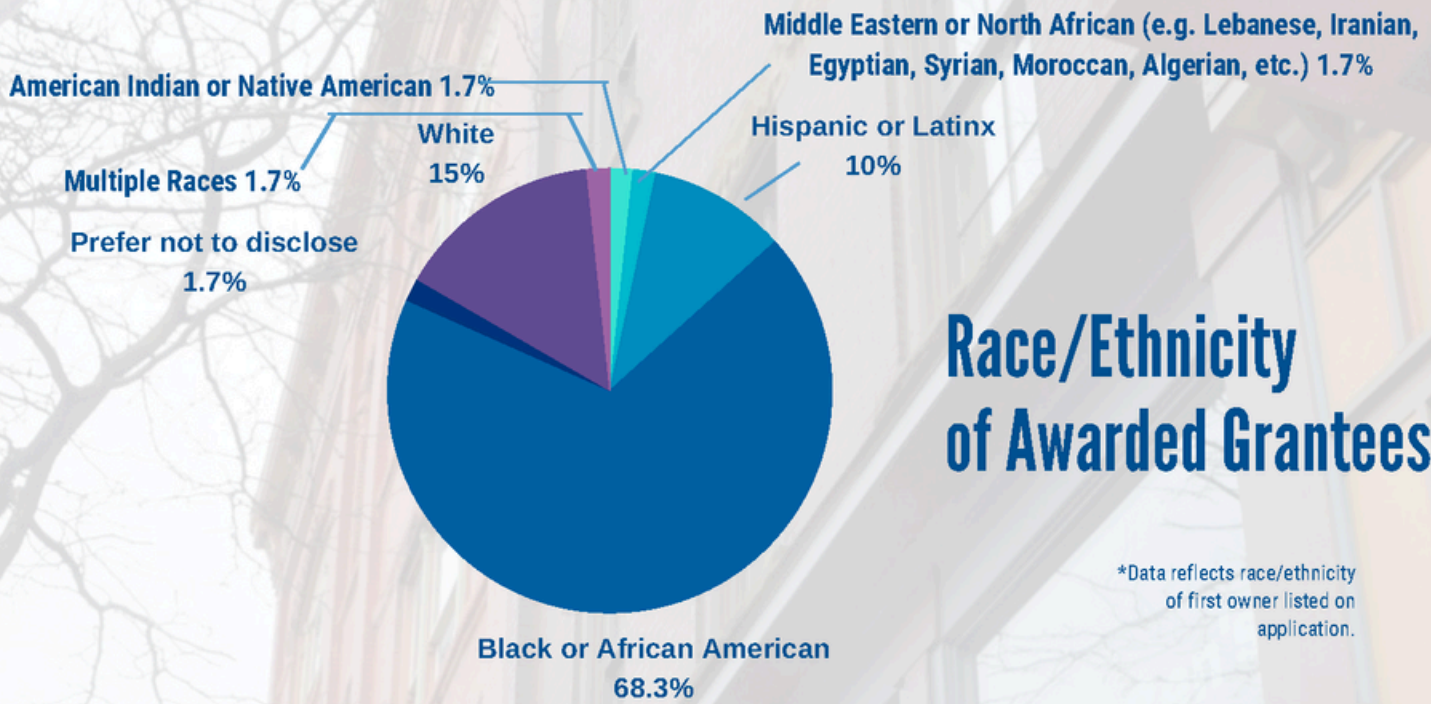 Middle Eastern or North African (e.g. Lebanese, Iranian,
Egyptian, Syrian, Moroccan, Algerian, etc.) 1.7%
American Indian or Native American 1.7%
White
15%
Hispanic or Latinx
10%
Multiple Races 1.7%
Prefer not to disclose
1.7%
Race/Ethnicity
of Awarded Grantees
*Data reflects race/ethnicity
of first owner listed on
application.
Black or African American
68.3%